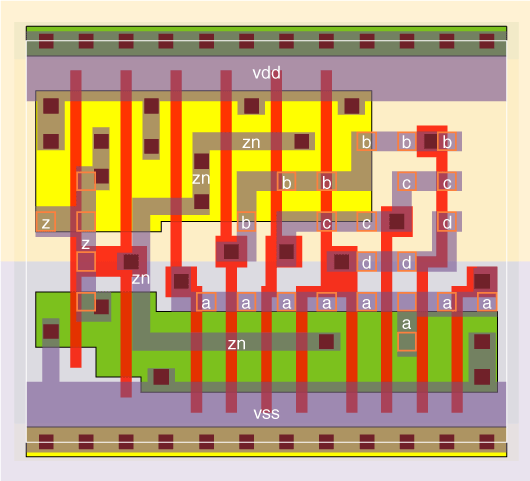 vdd
zn b b b
zn b b c c
z b c c d
z
zn d d
a a a a a a a a
a
zn
vss